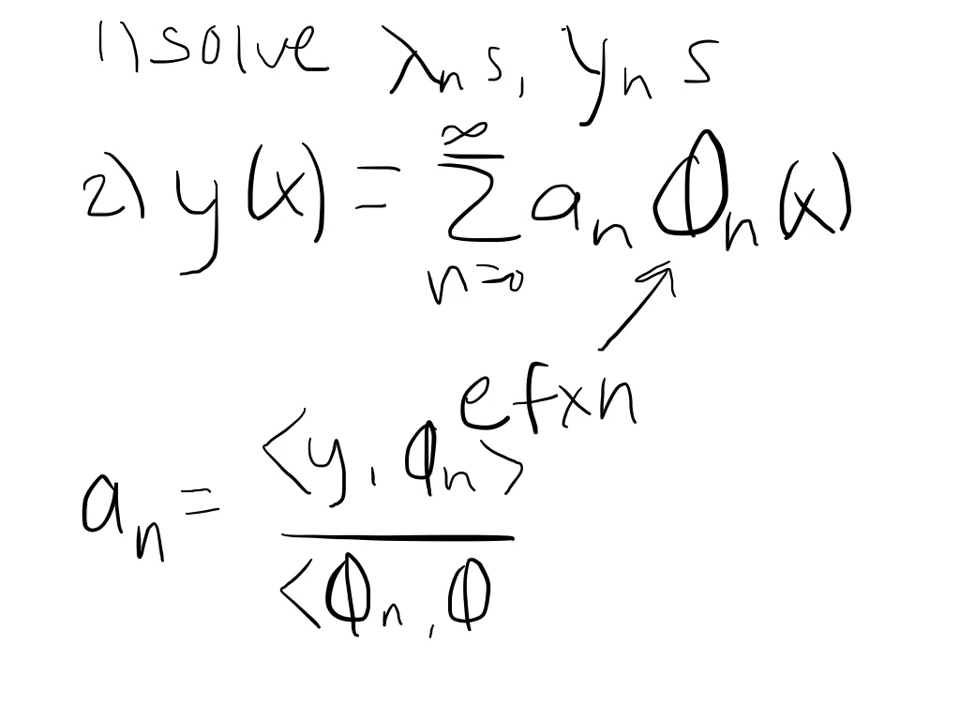 1) solve λn s, yn s
2) y(x) = ∞ Σ n=0 an ϕn(x)
efxn
an = <y, ϕn> / <ϕn, ϕ